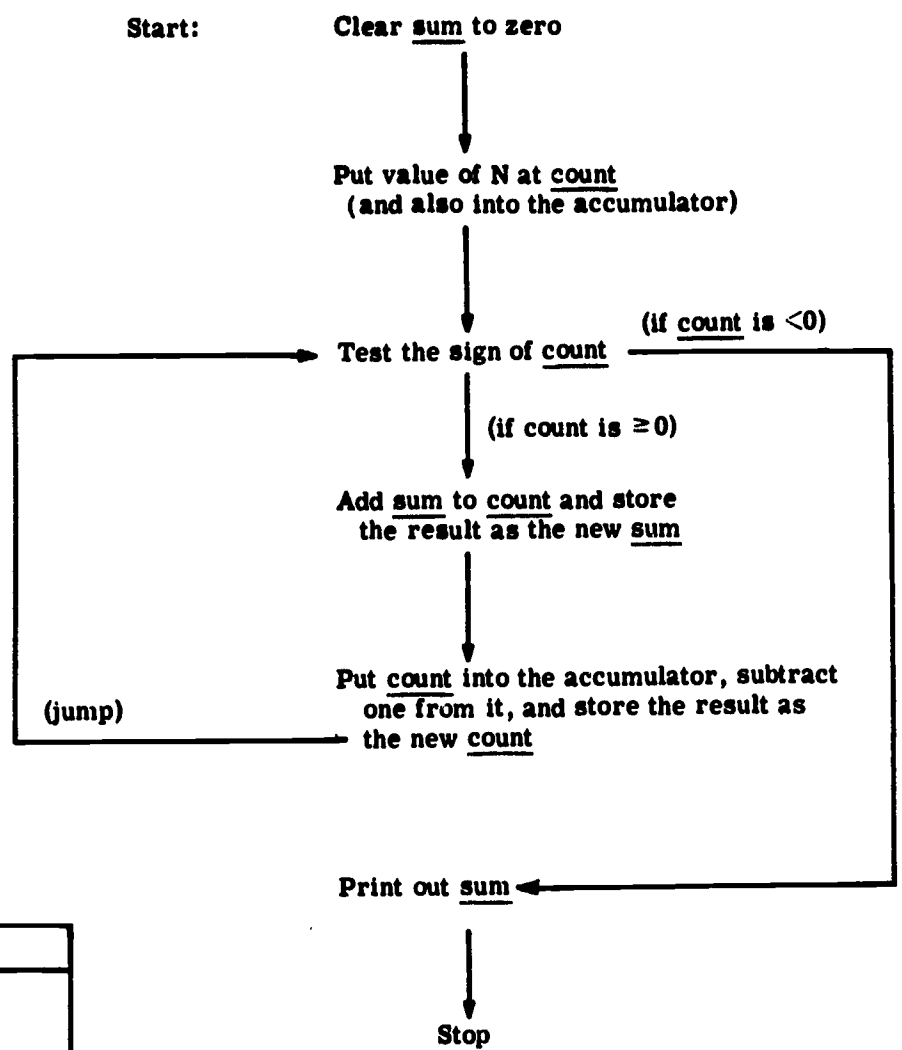 Start: Clear sum to zero
Put value of N at count
(and also into the accumulator)
(if count is <0)
Test the sign of count
(if count is ≥0)
Add sum to count and store
the result as the new sum
Put count into the accumulator, subtract
one from it, and store the result as
(jump)
the new count
Print out sum
Stop